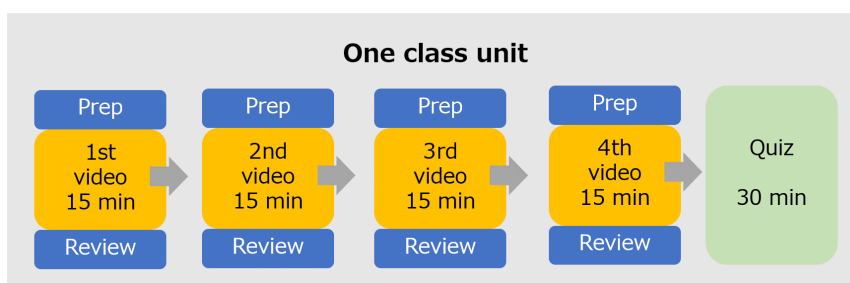 One class unit
Prep
1st
video
15 min
Review
Prep
2nd
video
15 min
Review
Prep
3rd
video
15 min
Review
Prep
4th
video
15 min
Review
Quiz
30 min